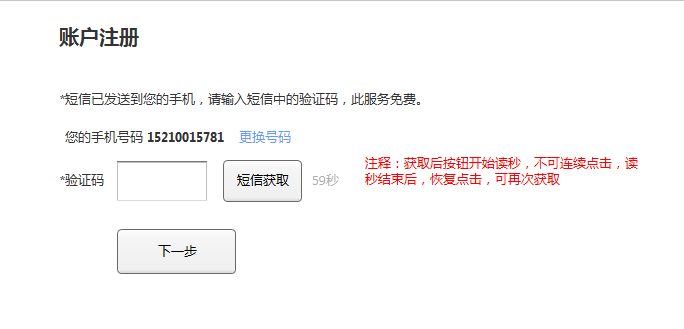 账户注册
*短信已发送到您的手机，请输入短信中的验证码，此服务免费。
您的手机号码 15210015781 更换号码
*验证码 短信获取 59秒
注释：获取后按钮开始读秒，不可连续点击，读
秒结束后，恢复点击，可再次获取
下一步